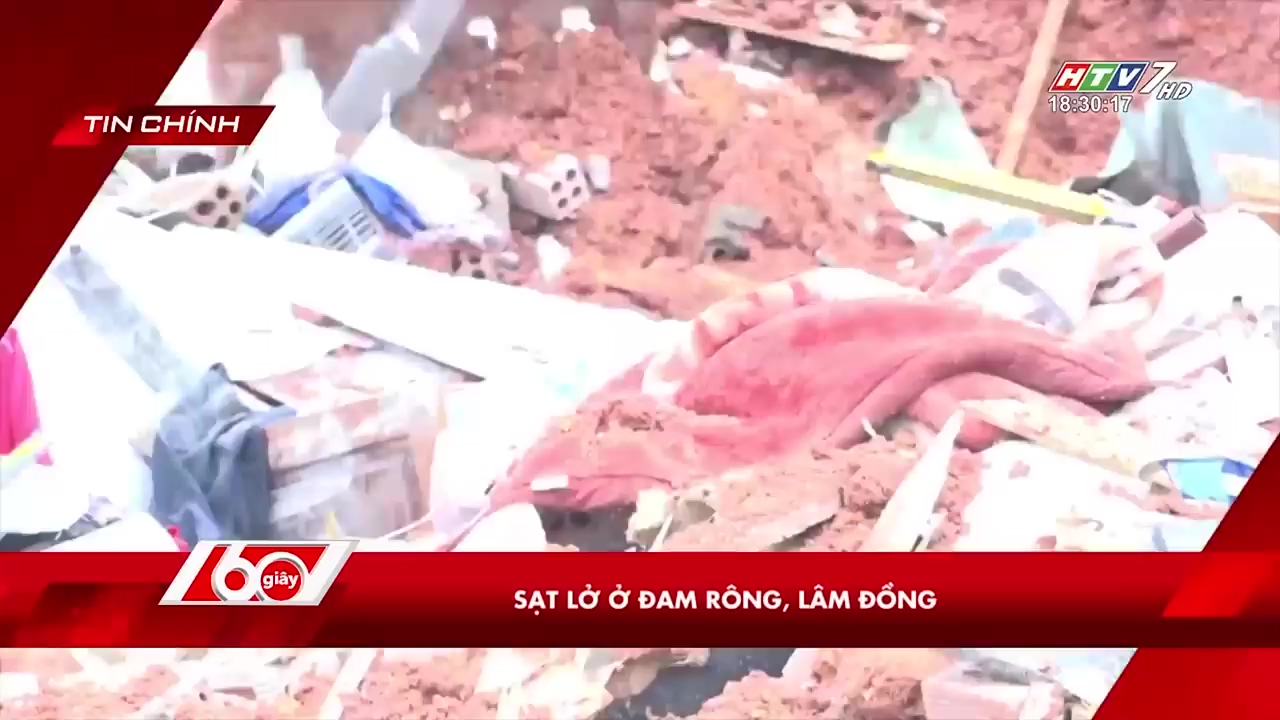 HTV7 HD
18:30:17
TIN CHÍNH
60 giây
SẠT LỞ Ở ĐAM RÔNG, LÂM ĐỒNG